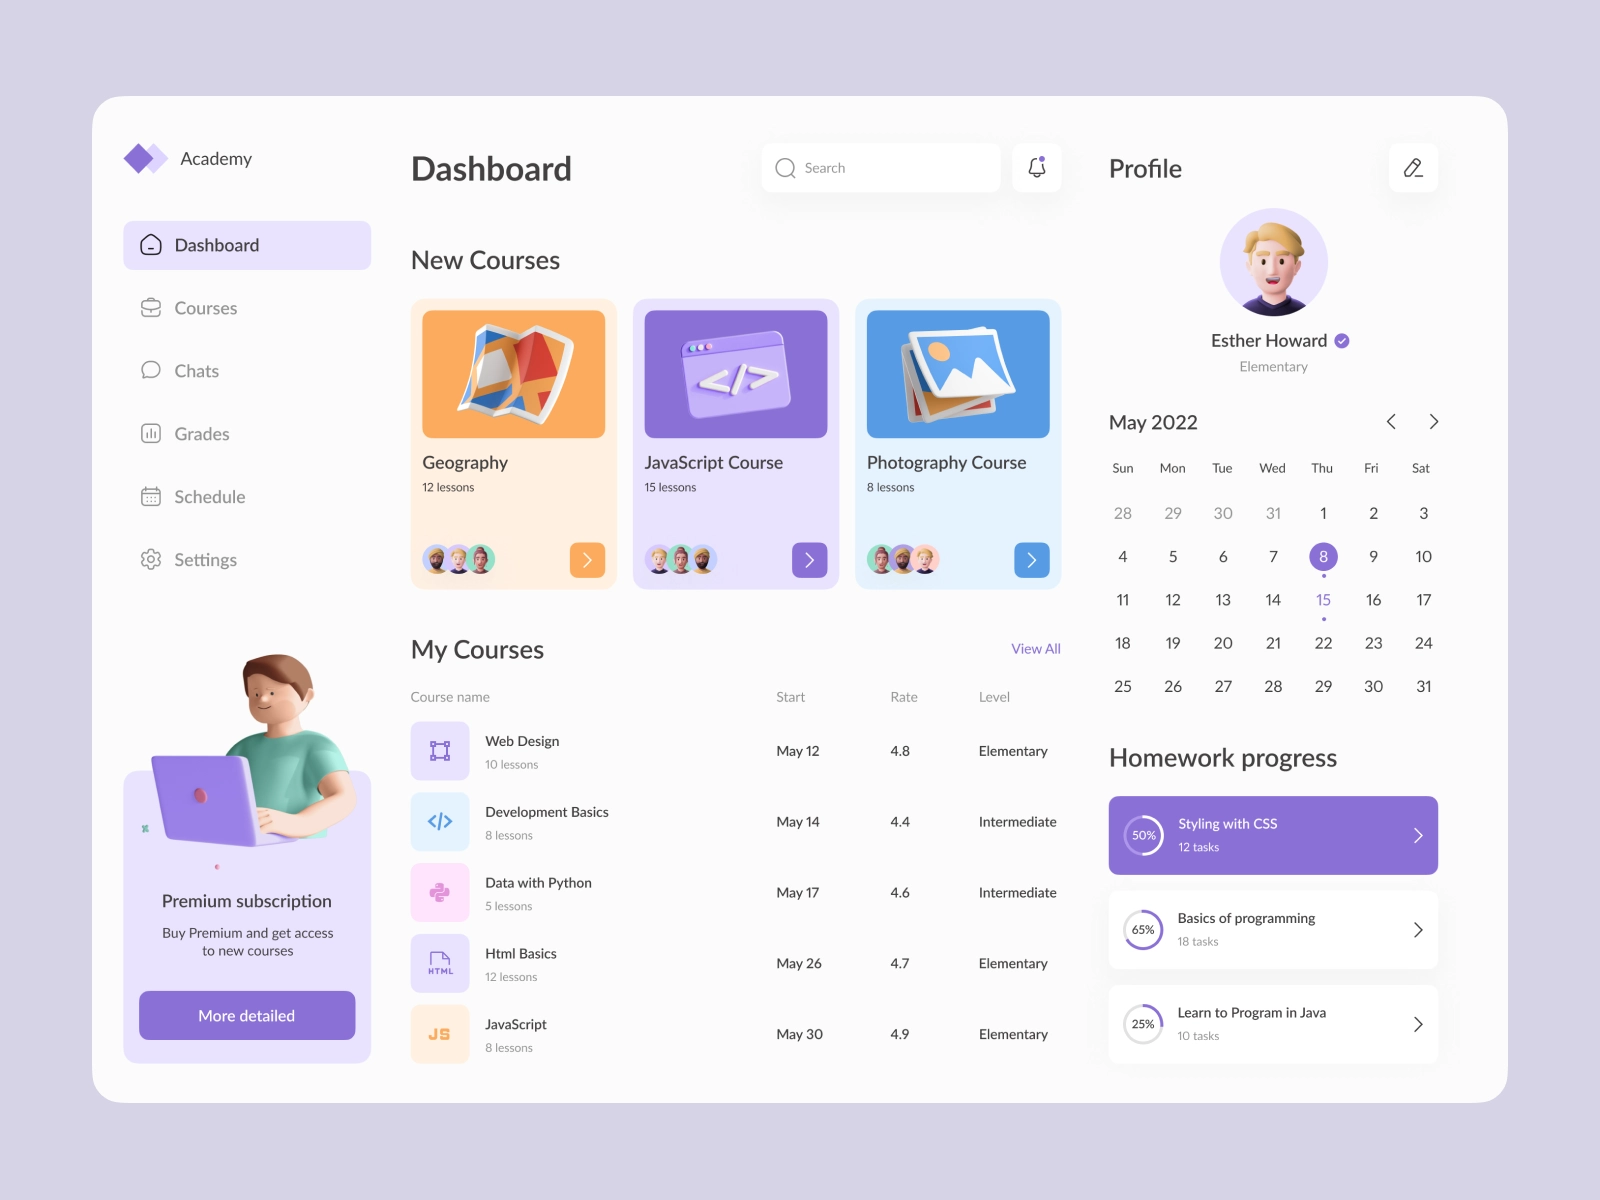 Academy
Dashboard
Courses
Chats
Grades
Schedule
Settings
Premium subscription
Buy Premium and get access
to new courses
More detailed
Dashboard
Search
New Courses
Geography
12 lessons
JavaScript Course
15 lessons
Photography Course
8 lessons
</>
My Courses
View All
Course name Start Rate Level
Web Design
10 lessons
May 12 4.8 Elementary
</>
Development Basics
8 lessons
May 14 4.4 Intermediate
Data with Python
5 lessons
May 17 4.6 Intermediate
HTML
Html Basics
12 lessons
May 26 4.7 Elementary
JS
JavaScript
8 lessons
May 30 4.9 Elementary
Profile
Esther Howard
Elementary
May 2022
Sun Mon Tue Wed Thu Fri Sat
28 29 30 31 1 2 3
4 5 6 7 8 9 10
11 12 13 14 15 16 17
18 19 20 21 22 23 24
25 26 27 28 29 30 31
Homework progress
50%
Styling with CSS
12 tasks
65%
Basics of programming
18 tasks
25%
Learn to Program in Java
10 tasks